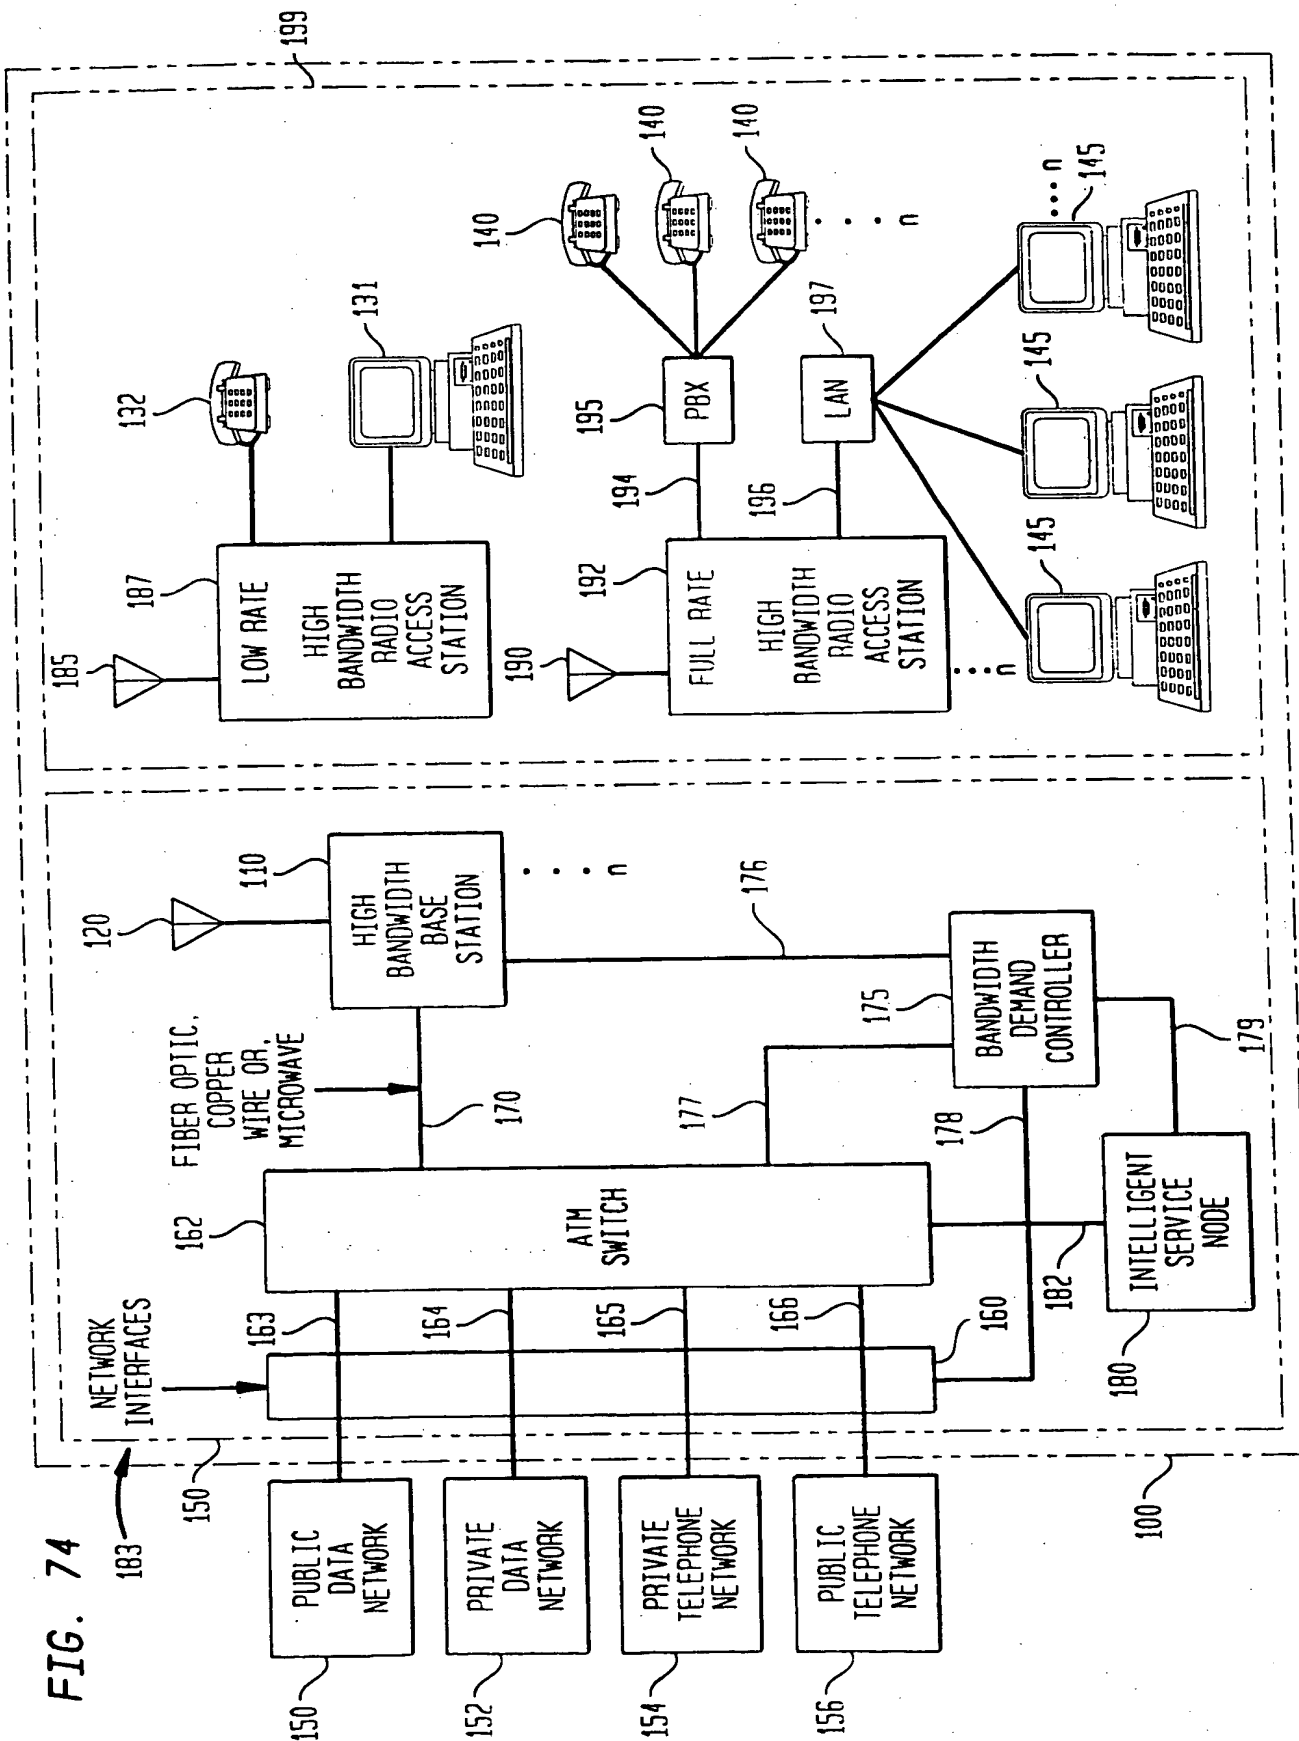 FIG. 74
183
NETWORK
INTERFACES
150
PUBLIC
DATA
NETWORK
150
PRIVATE
DATA
NETWORK
152
PRIVATE
TELEPHONE
NETWORK
154
PUBLIC
TELEPHONE
NETWORK
156
163
164
165
166
160
162
ATM
SWITCH
FIBER OPTIC,
COPPER
WIRE OR,
MICROWAVE
170
120
110
HIGH
BANDWIDTH
BASE
STATION
n
176
177
175
BANDWIDTH
DEMAND
CONTROLLER
178
179
182
INTELLIGENT
SERVICE
NODE
180
100
199
185
187
LOW RATE
HIGH
BANDWIDTH
RADIO
ACCESS
STATION
132
131
190
192
FULL RATE
HIGH
BANDWIDTH
RADIO
ACCESS
STATION
n
194
195
PBX
140
140
140
n
196
197
LAN
145
145
145
n